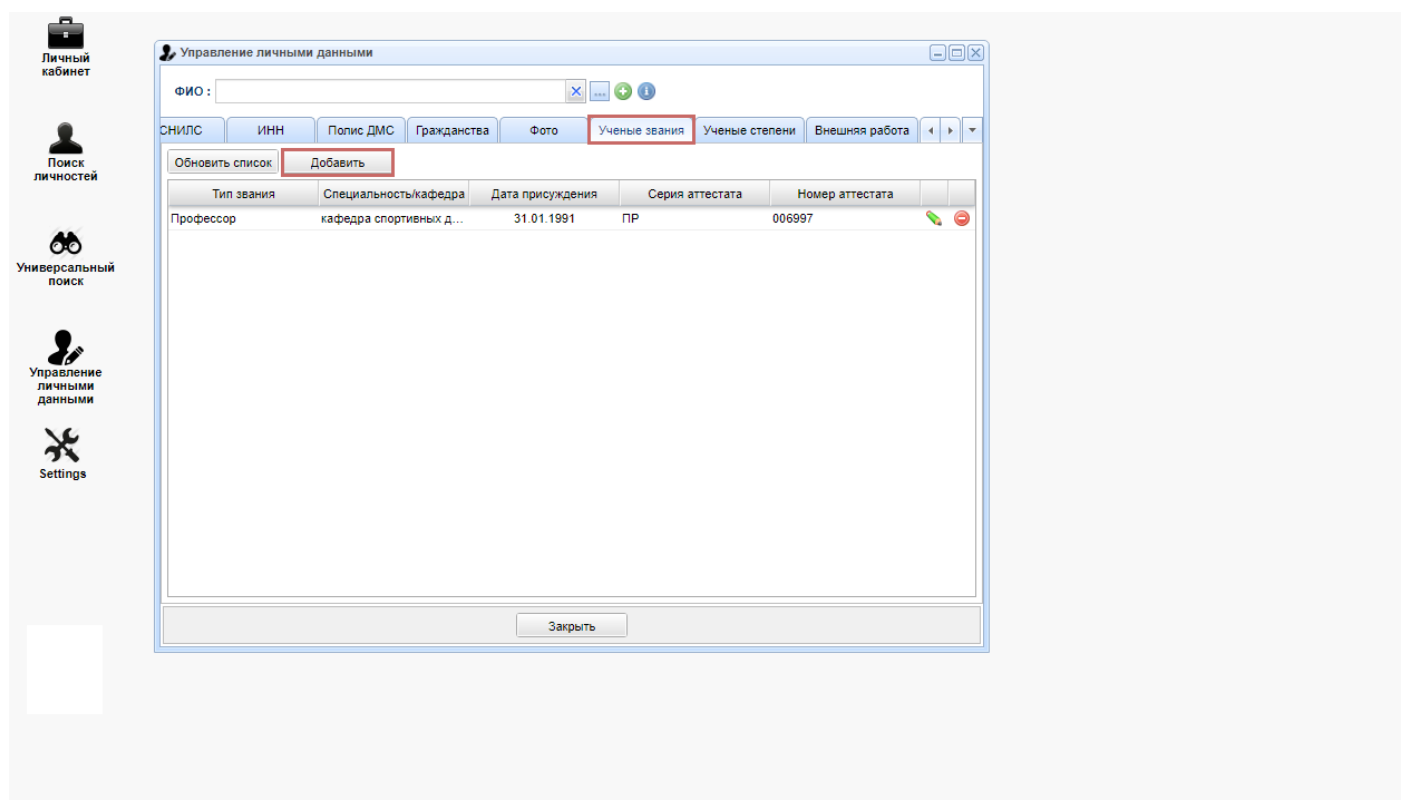 Личный
кабинет
Поиск
личностей
Универсальный
поиск
Управление
личными
данными
Settings
Управление личными данными
ФИО :
...
СНИЛС ИНН Полис ДМС Гражданства Фото Ученые звания Ученые степени Внешняя работа
Обновить список Добавить
Тип звания Специальность/кафедра Дата присуждения Серия аттестата Номер аттестата
Профессор кафедра спортивных д... 31.01.1991 ПР 006997
Закрыть